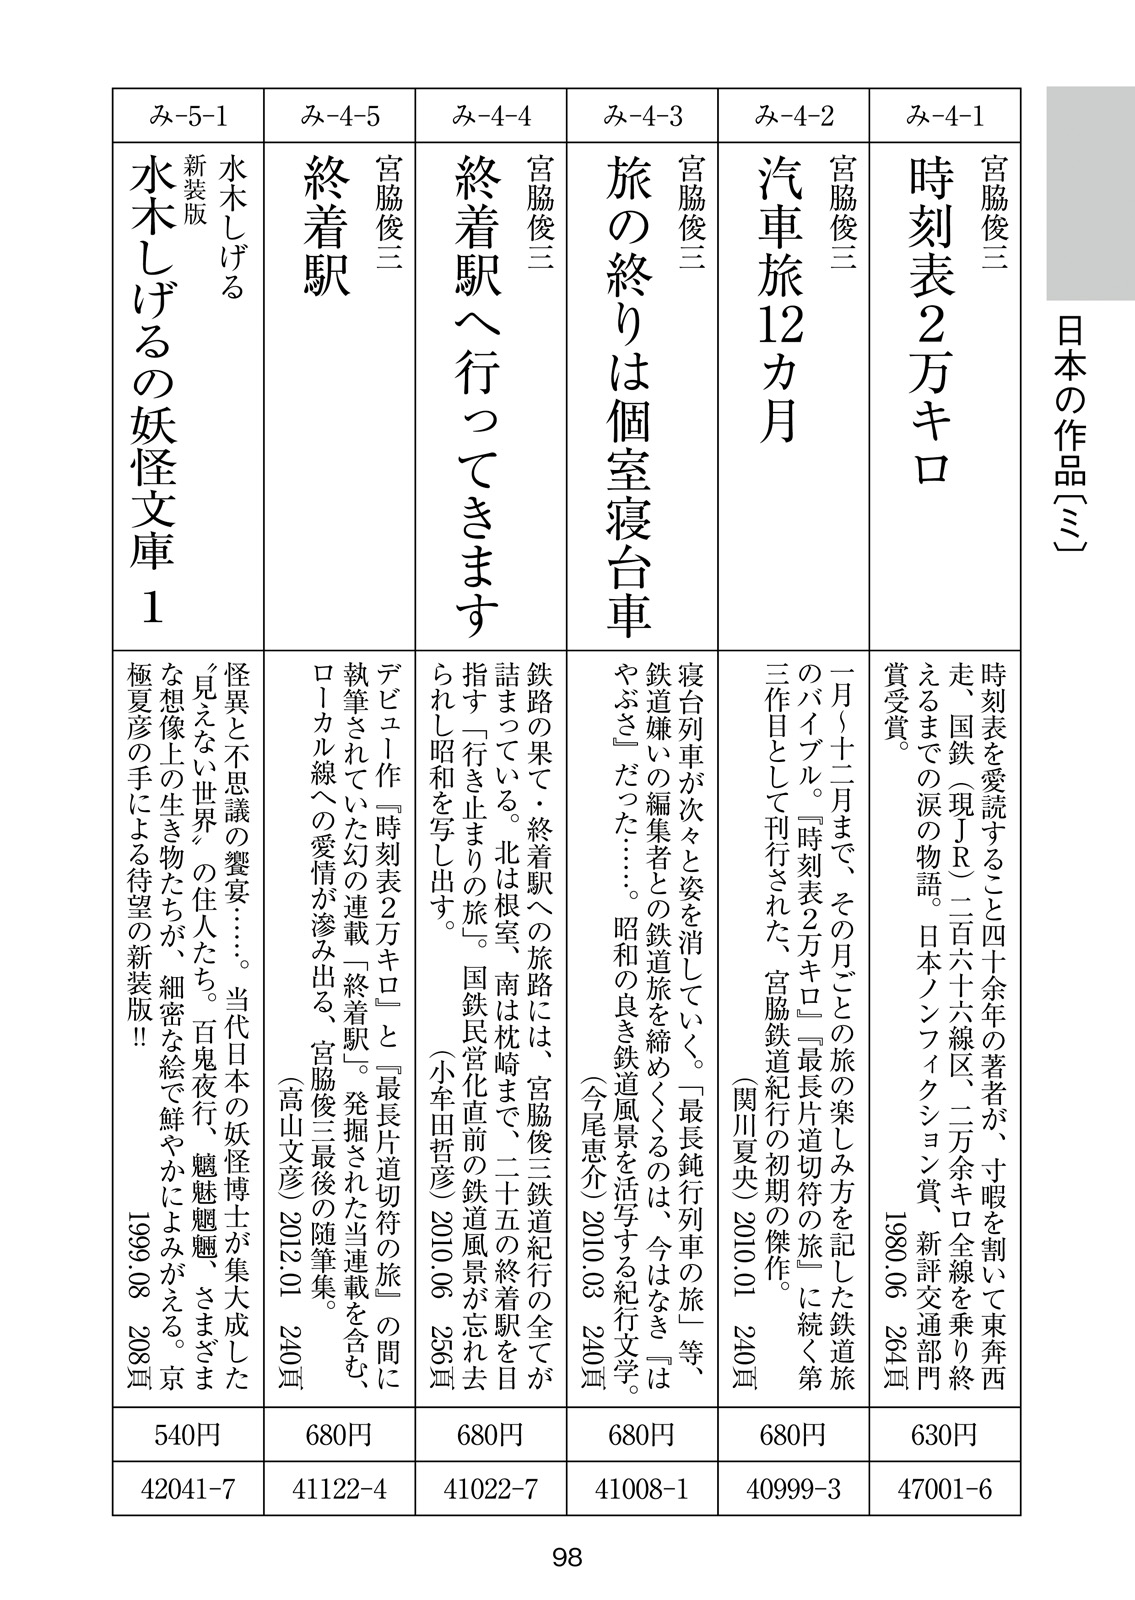 日本の作品〔ミ〕
み-4-1
宮脇俊三
時刻表２万キロ
時刻表を愛読すること四十余年の著者が、寸暇を割いて東奔西
走、国鉄（現ＪＲ）二百六十六線区、二万余キロ全線を乗り終
えるまでの涙の物語。日本ノンフィクション賞、新評交通部門
賞受賞。
1980.06　264頁
630円
47001-6
み-4-2
宮脇俊三
汽車旅12カ月
一月～十二月まで、その月ごとの旅の楽しみ方を記した鉄道旅
のバイブル。『時刻表２万キロ』『最長片道切符の旅』に続く第
三作目として刊行された、宮脇鉄道紀行の初期の傑作。
（関川夏央）2010.01　240頁
680円
40999-3
み-4-3
宮脇俊三
旅の終りは個室寝台車
寝台列車が次々と姿を消していく。「最長鈍行列車の旅」等、
鉄道嫌いの編集者との鉄道旅を締めくくるのは、今はなき『は
やぶさ』だった……。昭和の良き鉄道風景を活写する紀行文学。
（今尾恵介）2010.03　240頁
680円
41008-1
み-4-4
宮脇俊三
終着駅へ行ってきます
鉄路の果て・終着駅への旅路には、宮脇俊三鉄道紀行の全てが
詰まっている。北は根室、南は枕崎まで、二十五の終着駅を目
指す「行き止まりの旅」。国鉄民営化直前の鉄道風景が忘れ去
られし昭和を写し出す。
（小牟田哲彦）2010.06　256頁
680円
41022-7
み-4-5
宮脇俊三
終着駅
デビュー作『時刻表２万キロ』と『最長片道切符の旅』の間に
執筆されていた幻の連載「終着駅」。発掘された当連載を含む、
ローカル線への愛情が滲み出る、宮脇俊三最後の随筆集。
（高山文彦）2012.01　240頁
680円
41122-4
み-5-1
水木しげる
新装版
水木しげるの妖怪文庫　1
怪異と不思議の饗宴……。当代日本の妖怪博士が集大成した
〝見えない世界〟の住人たち。百鬼夜行、魑魅魍魎、さまざま
な想像上の生き物たちが、細密な絵で鮮やかによみがえる。京
極夏彦の手による待望の新装版!!
1999.08　208頁
540円
42041-7
98